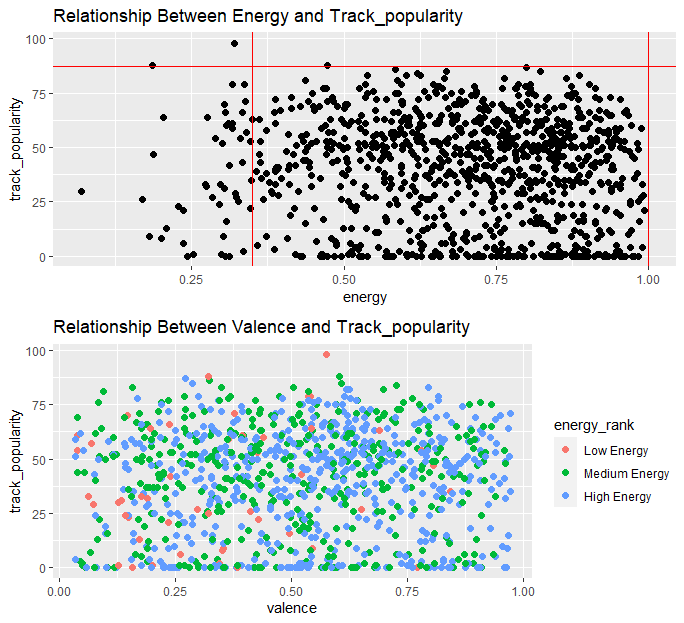 Relationship Between Energy and Track_popularity
100
75
50
25
0
track_popularity
0.25 0.50 0.75 1.00
energy
Relationship Between Valence and Track_popularity
100
75
50
25
0
track_popularity
0.00 0.25 0.50 0.75 1.00
valence
energy_rank
Low Energy
Medium Energy
High Energy